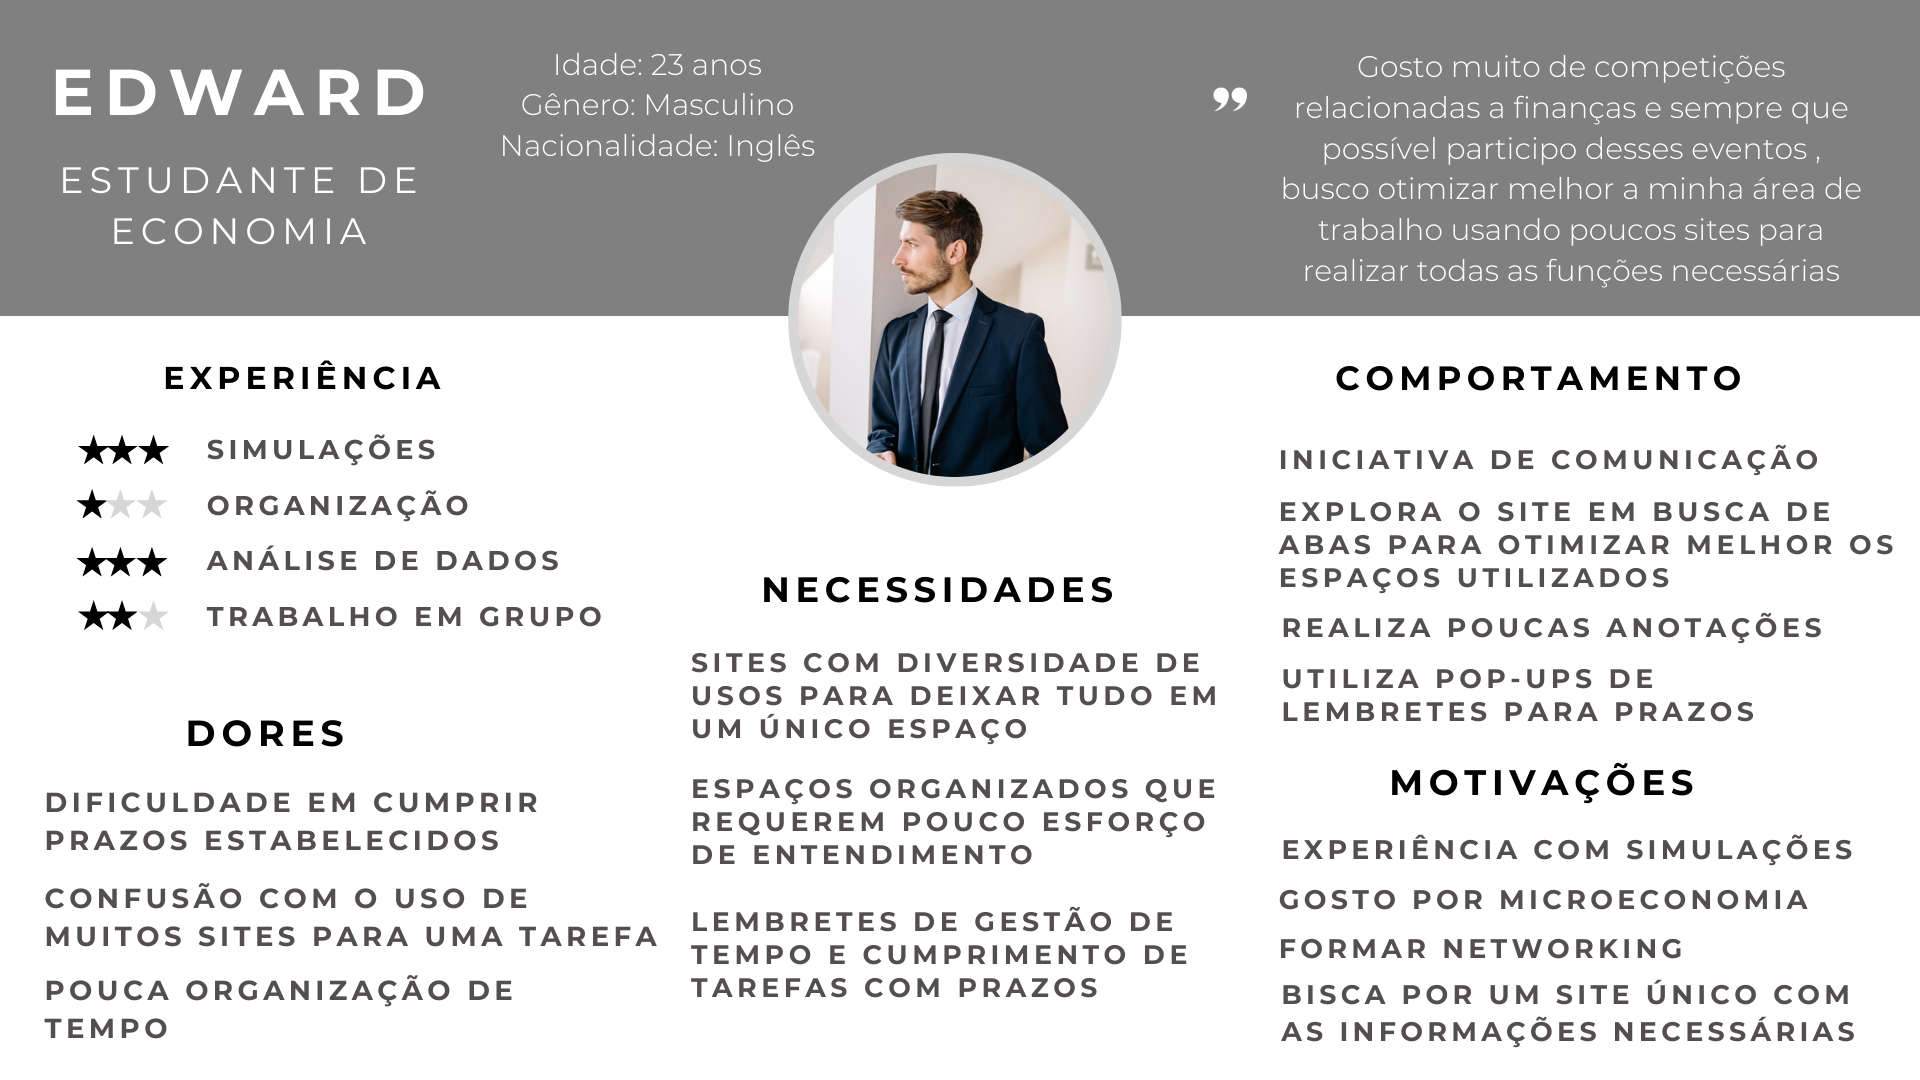 EDWARD
ESTUDANTE DE
ECONOMIA
Idade: 23 anos
Gênero: Masculino
Nacionalidade: Inglês
”
Gosto muito de competições
relacionadas a finanças e sempre que
possível participo desses eventos ,
busco otimizar melhor a minha área de
trabalho usando poucos sites para
realizar todas as funções necessárias
EXPERIÊNCIA
SIMULAÇÕES
ORGANIZAÇÃO
ANÁLISE DE DADOS
TRABALHO EM GRUPO
DORES
DIFICULDADE EM CUMPRIR
PRAZOS ESTABELECIDOS
CONFUSÃO COM O USO DE
MUITOS SITES PARA UMA TAREFA
POUCA ORGANIZAÇÃO DE
TEMPO
NECESSIDADES
SITES COM DIVERSIDADE DE
USOS PARA DEIXAR TUDO EM
UM ÚNICO ESPAÇO
ESPAÇOS ORGANIZADOS QUE
REQUEREM POUCO ESFORÇO
DE ENTENDIMENTO
LEMBRETES DE GESTÃO DE
TEMPO E CUMPRIMENTO DE
TAREFAS COM PRAZOS
COMPORTAMENTO
INICIATIVA DE COMUNICAÇÃO
EXPLORA O SITE EM BUSCA DE
ABAS PARA OTIMIZAR MELHOR OS
ESPAÇOS UTILIZADOS
REALIZA POUCAS ANOTAÇÕES
UTILIZA POP-UPS DE
LEMBRETES PARA PRAZOS
MOTIVAÇÕES
EXPERIÊNCIA COM SIMULAÇÕES
GOSTO POR MICROECONOMIA
FORMAR NETWORKING
BISCA POR UM SITE ÚNICO COM
AS INFORMAÇÕES NECESSÁRIAS